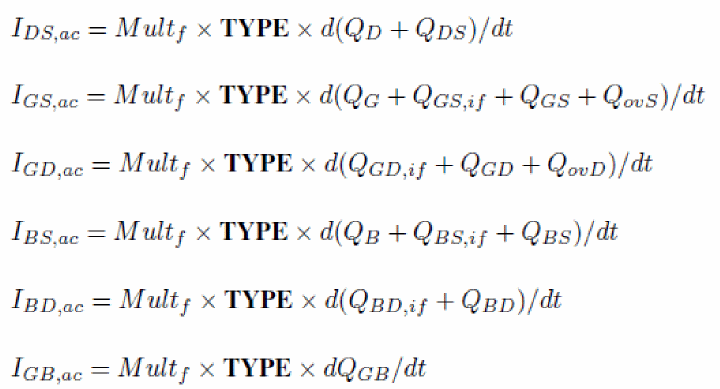 I_{DS,ac} = Mult_f × TYPE × d(Q_D + Q_{DS})/dt
I_{GS,ac} = Mult_f × TYPE × d(Q_G + Q_{GS,if} + Q_{GS} + Q_{ovS})/dt
I_{GD,ac} = Mult_f × TYPE × d(Q_{GD,if} + Q_{GD} + Q_{ovD})/dt
I_{BS,ac} = Mult_f × TYPE × d(Q_B + Q_{BS,if} + Q_{BS})/dt
I_{BD,ac} = Mult_f × TYPE × d(Q_{BD,if} + Q_{BD})/dt
I_{GB,ac} = Mult_f × TYPE × dQ_{GB}/dt